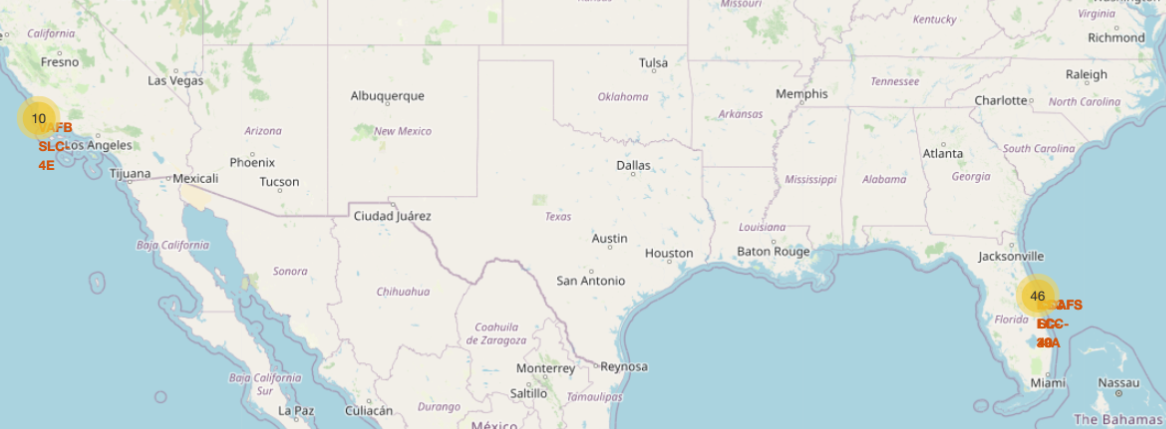 Missouri
Kentucky
Virginia
Richmond
California
Fresno
Las Vegas
Tulsa
Raleigh
Tennessee
Albuquerque
Oklahoma
Memphis
Charlotte
North Carolina
10
VAFB
SLC-
4E
Los Angeles
Arizona
New Mexico
Arkansas
South Carolina
Atlanta
Phoenix
Dallas
Tijuana
Mexicali
Tucson
Mississippi
Alabama
Georgia
Ciudad Juárez
Texas
Louisiana
Baja California
Austin
Houston
Baton Rouge
Jacksonville
Sonora
San Antonio
Chihuahua
46
Florida
Coahuila
de Zaragoza
Monterrey
Reynosa
Baja California
Sur
Saltillo
Tamaulipas
Miami
Nassau
La Paz
Culiacán
Durango
México
The Bahamas